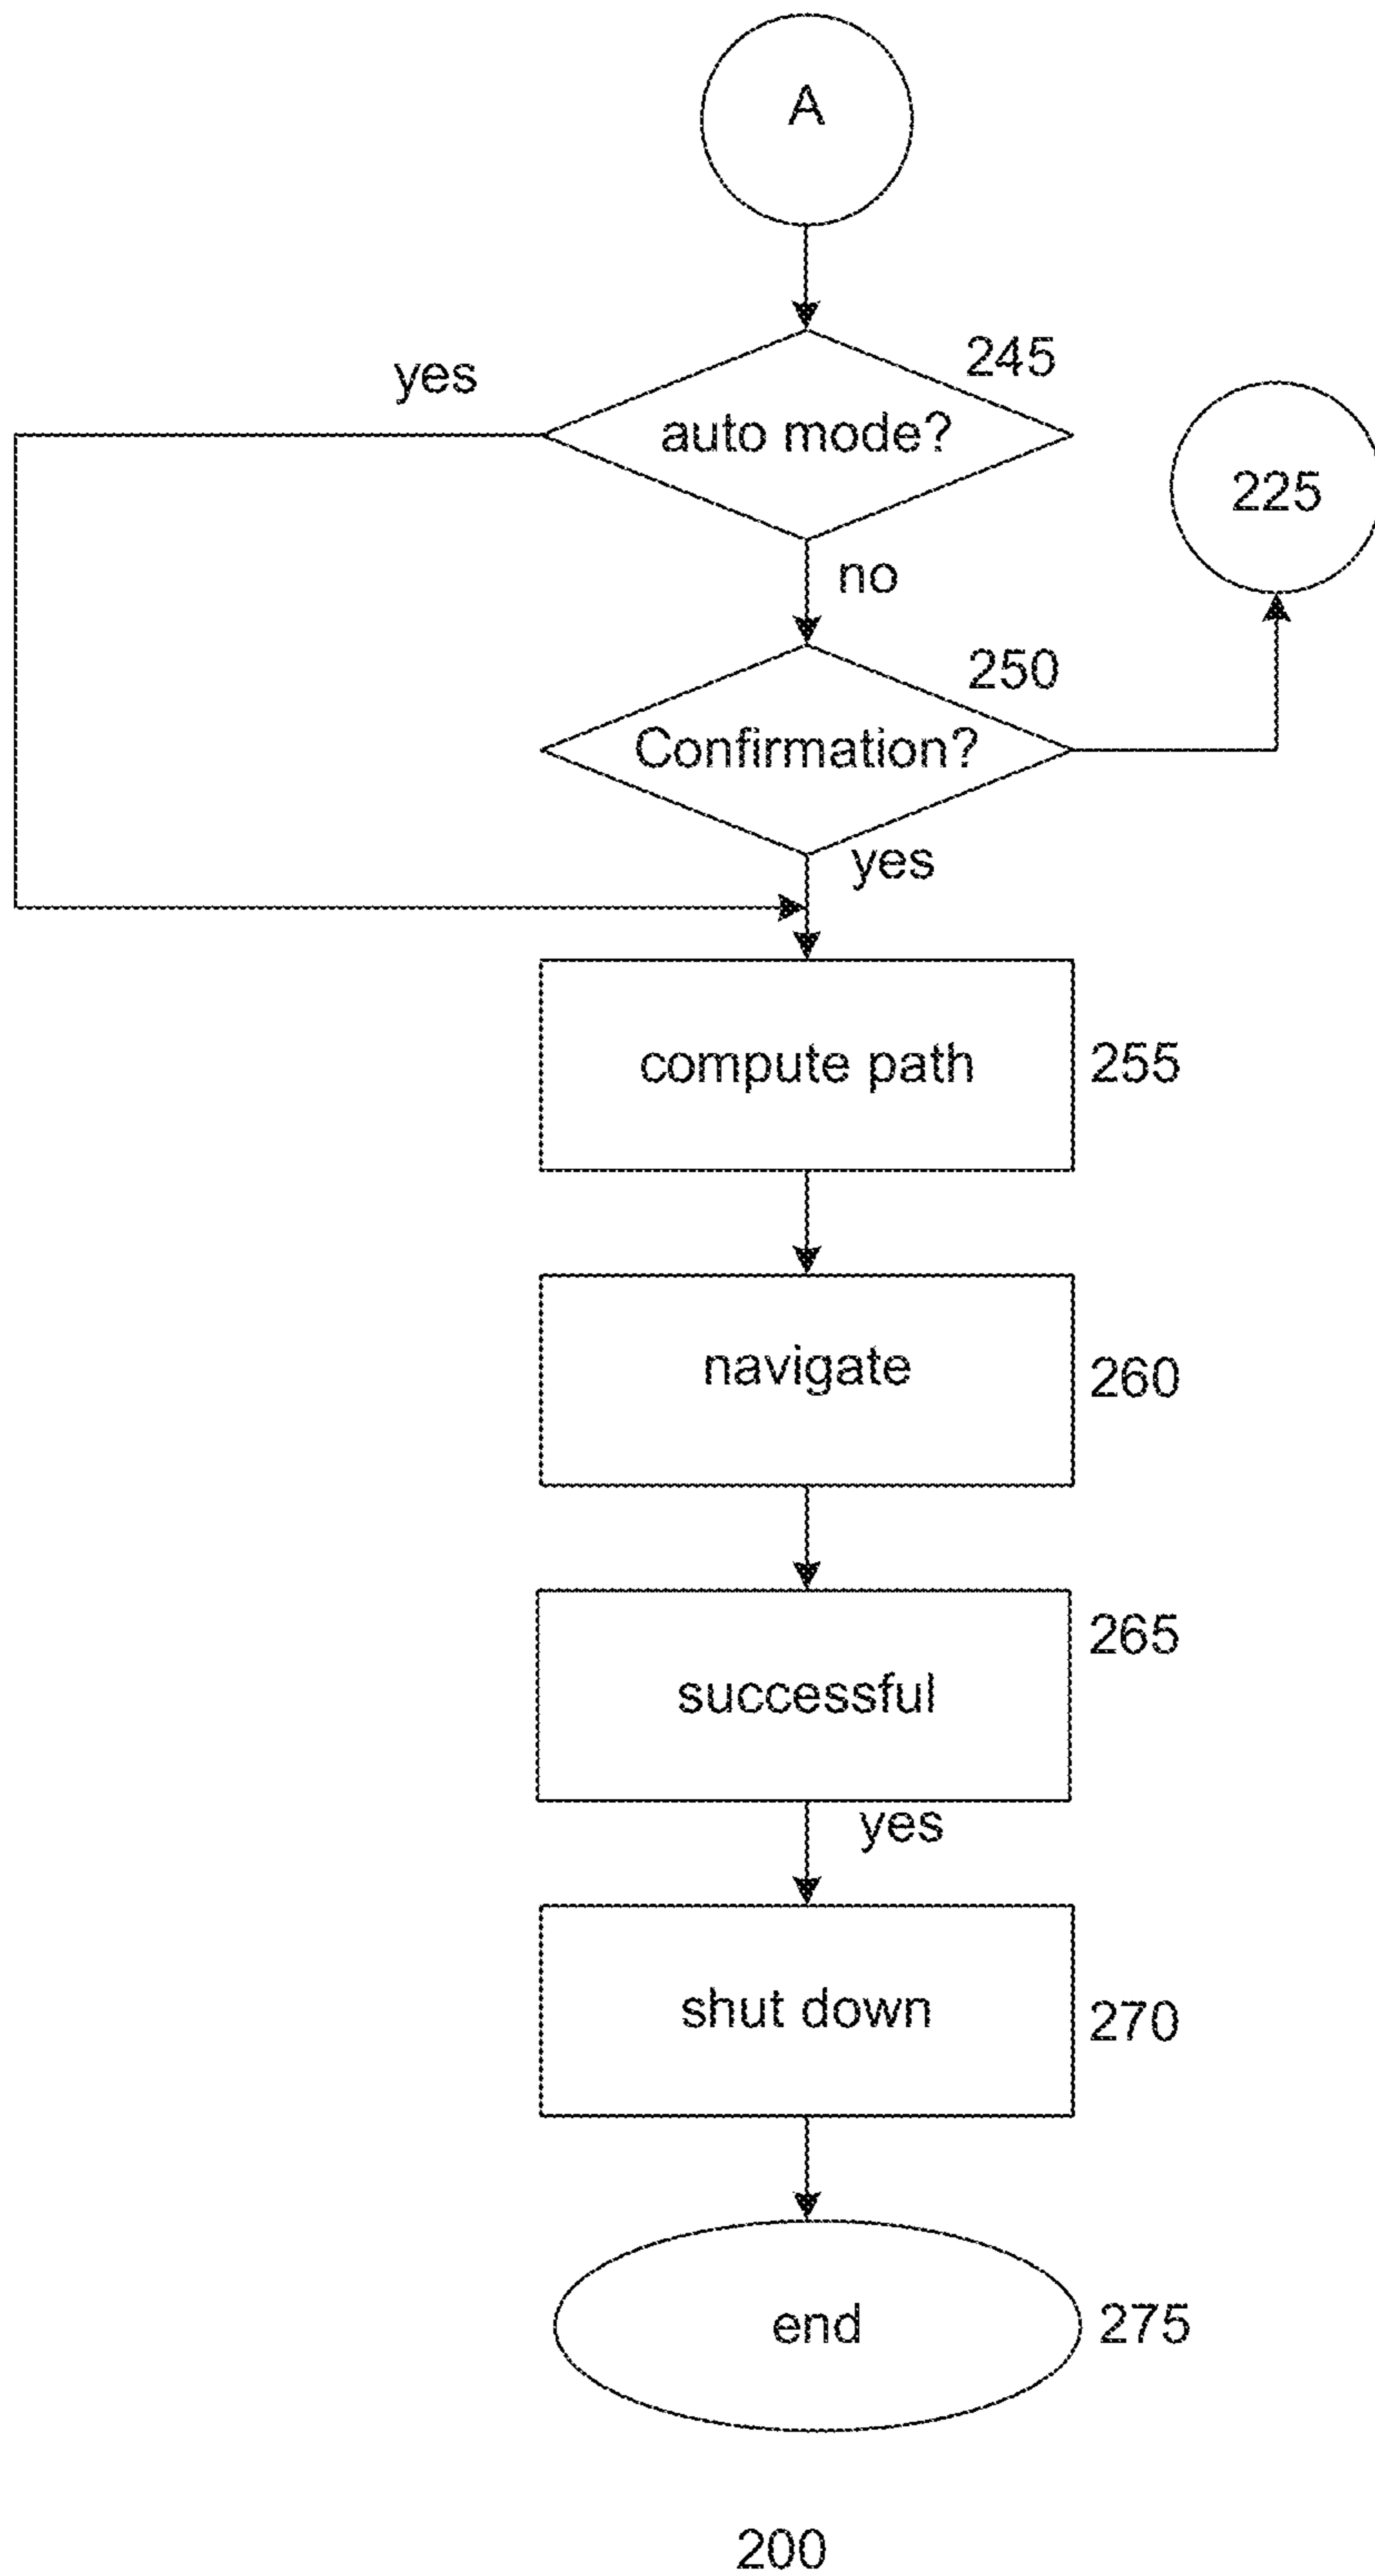 A
245
yes
auto mode?
225
no
250
Confirmation?
yes
compute path
255
navigate
260
265
successful
yes
shut down
270
end
275
200